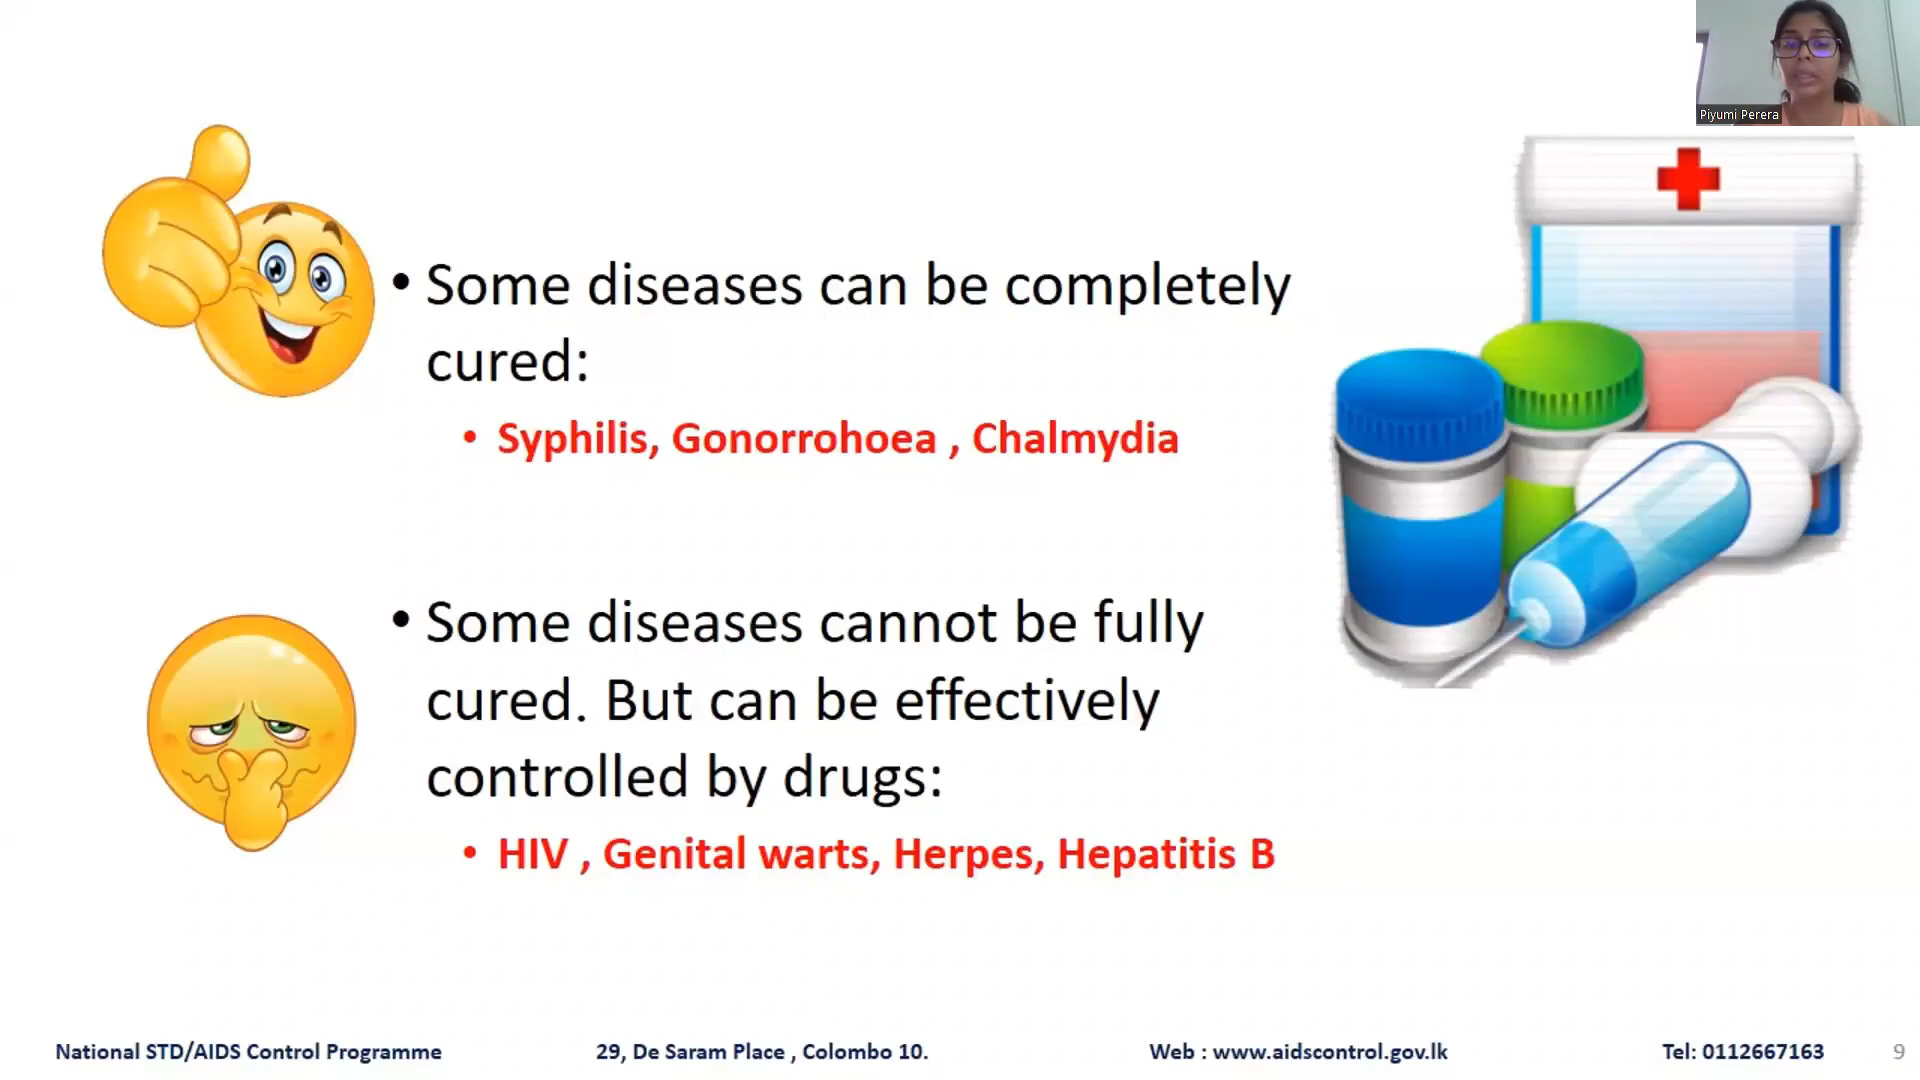 Piyumi Perera
• Some diseases can be completely
cured:
• Syphilis, Gonorrohoea , Chalmydia
• Some diseases cannot be fully
cured. But can be effectively
controlled by drugs:
• HIV , Genital warts, Herpes, Hepatitis B
National STD/AIDS Control Programme 29, De Saram Place , Colombo 10. Web : www.aidscontrol.gov.lk Tel: 0112667163 9